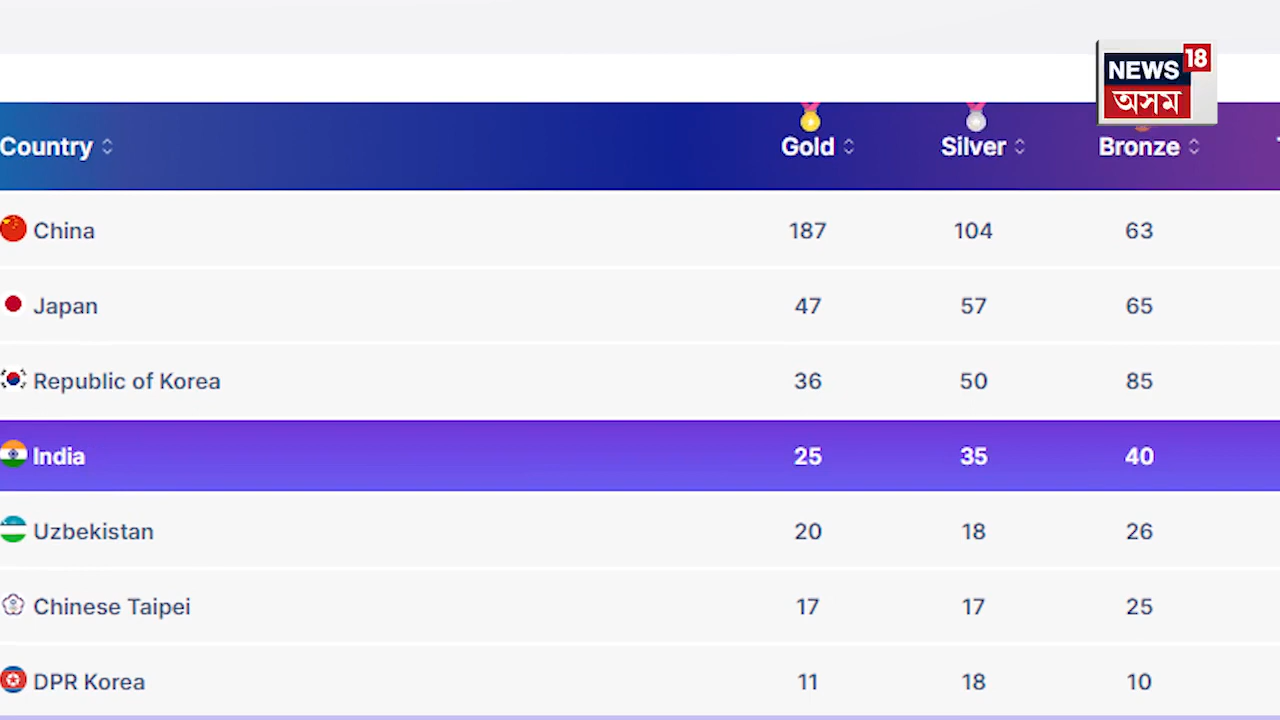 NEWS 18
অসম
Country Gold Silver Bronze
China 187 104 63
Japan 47 57 65
Republic of Korea 36 50 85
India 25 35 40
Uzbekistan 20 18 26
Chinese Taipei 17 17 25
DPR Korea 11 18 10